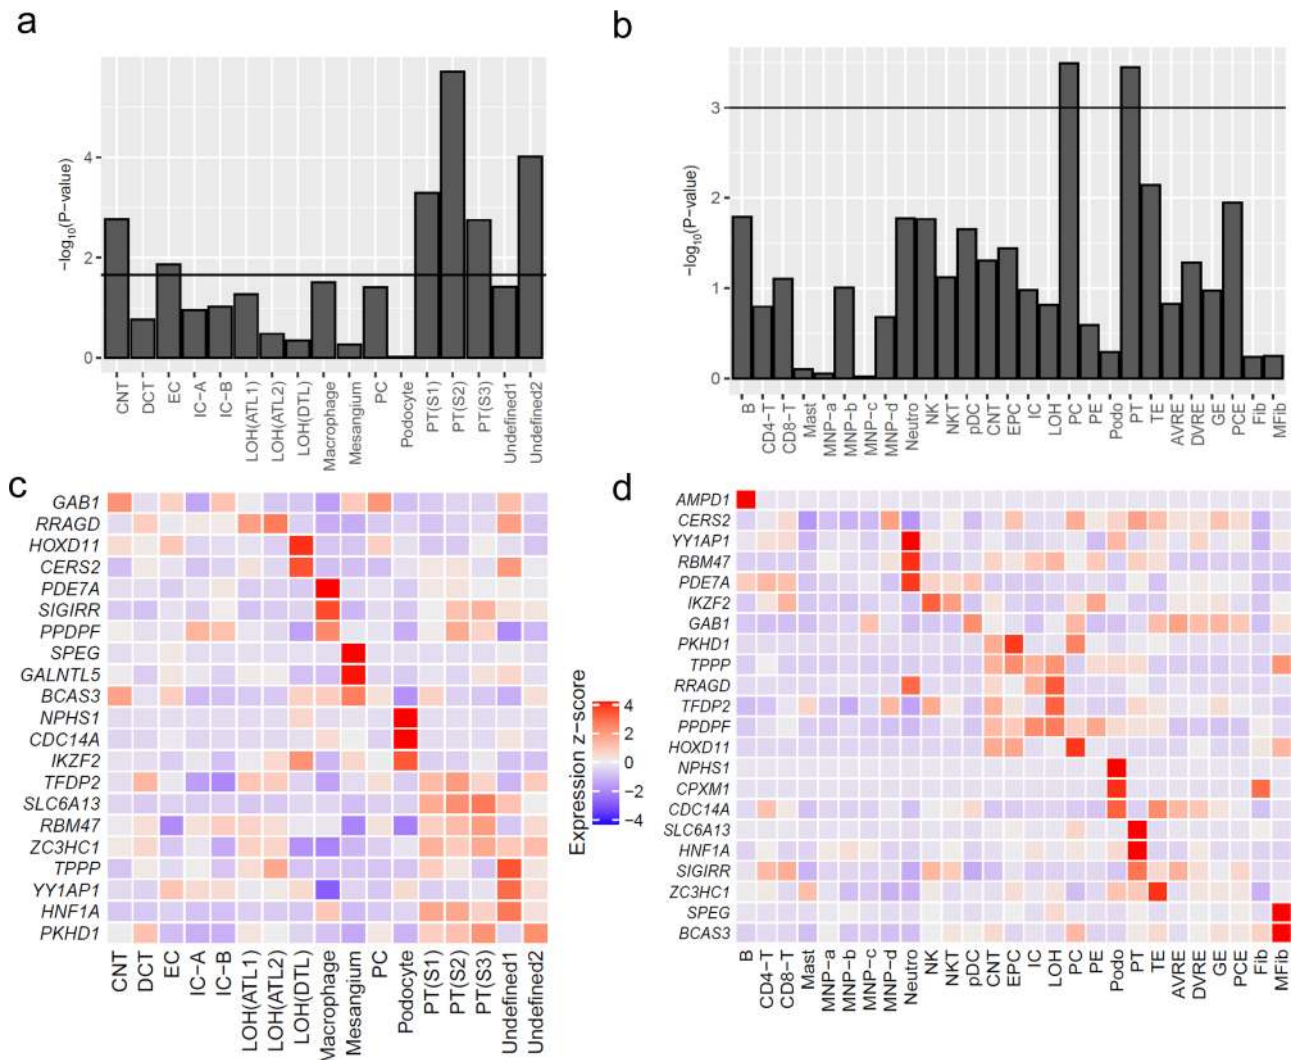 a
−log10(P−value)
4
2
0
CNT
DCT
EC
IC−A
IC−B
LOH(ATL1)
LOH(ATL2)
LOH(DTL)
Macrophage
Mesangium
PC
Podocyte
PT(S1)
PT(S2)
PT(S3)
Undefined1
Undefined2
b
−log10(P−value)
3
2
1
0
B
CD4−T
CD8−T
Mast
MNP−a
MNP−b
MNP−c
MNP−d
Neutro
NK
NKT
pDC
CNT
EPC
IC
LOH
PC
PE
Podo
PT
TE
AVRE
DVRE
GE
PCE
Fib
MFib
c
GAB1
RRAGD
HOXD11
CERS2
PDE7A
SIGIRR
PPDPF
SPEG
GALNTL5
BCAS3
NPHS1
CDC14A
IKZF2
TFDP2
SLC6A13
RBM47
ZC3HC1
TPPP
YY1AP1
HNF1A
PKHD1
CNT
DCT
EC
IC−A
IC−B
LOH(ATL1)
LOH(ATL2)
LOH(DTL)
Macrophage
Mesangium
PC
Podocyte
PT(S1)
PT(S2)
PT(S3)
Undefined1
Undefined2
Expression z−score
4
2
0
−2
−4
d
AMPD1
CERS2
YY1AP1
RBM47
PDE7A
IKZF2
GAB1
PKHD1
TPPP
RRAGD
TFDP2
PPDPF
HOXD11
NPHS1
CPXM1
CDC14A
SLC6A13
HNF1A
SIGIRR
ZC3HC1
SPEG
BCAS3
B
CD4−T
CD8−T
Mast
MNP−a
MNP−b
MNP−c
MNP−d
Neutro
NK
NKT
pDC
CNT
EPC
IC
LOH
PC
PE
Podo
PT
TE
AVRE
DVRE
GE
PCE
Fib
MFib